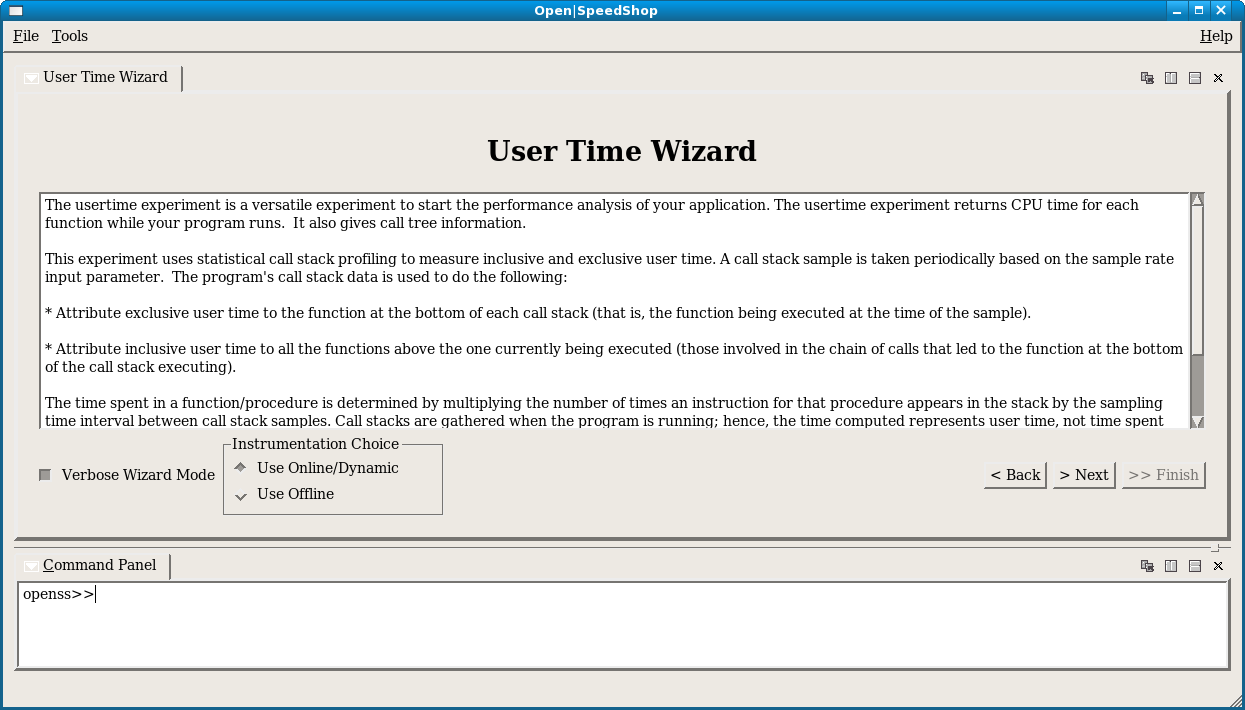 Open|SpeedShop
File Tools Help
User Time Wizard
User Time Wizard
The usertime experiment is a versatile experiment to start the performance analysis of your application. The usertime experiment returns CPU time for each
function while your program runs.  It also gives call tree information.
This experiment uses statistical call stack profiling to measure inclusive and exclusive user time. A call stack sample is taken periodically based on the sample rate
input parameter.  The program's call stack data is used to do the following:
* Attribute exclusive user time to the function at the bottom of each call stack (that is, the function being executed at the time of the sample).
* Attribute inclusive user time to all the functions above the one currently being executed (those involved in the chain of calls that led to the function at the bottom
of the call stack executing).
The time spent in a function/procedure is determined by multiplying the number of times an instruction for that procedure appears in the stack by the sampling
time interval between call stack samples. Call stacks are gathered when the program is running; hence, the time computed represents user time, not time spent
Instrumentation Choice
Use Online/Dynamic
Verbose Wizard Mode
< Back > Next >> Finish
Use Offline
Command Panel
openss>>